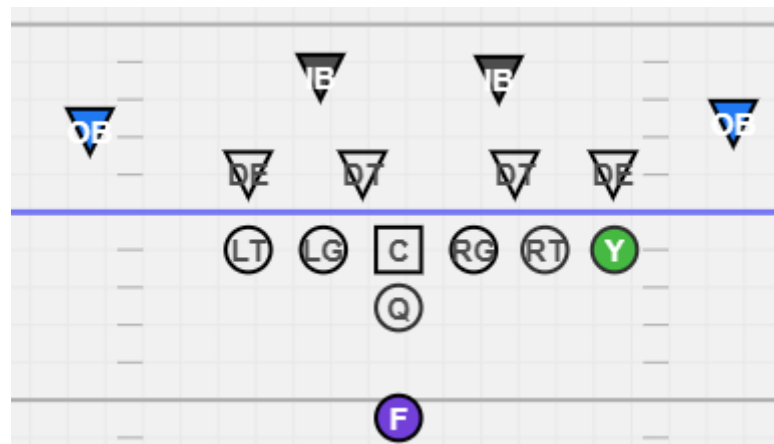 IB IB
OB OB
DE DT DT DE
LT LG C RG RT Y
Q
F